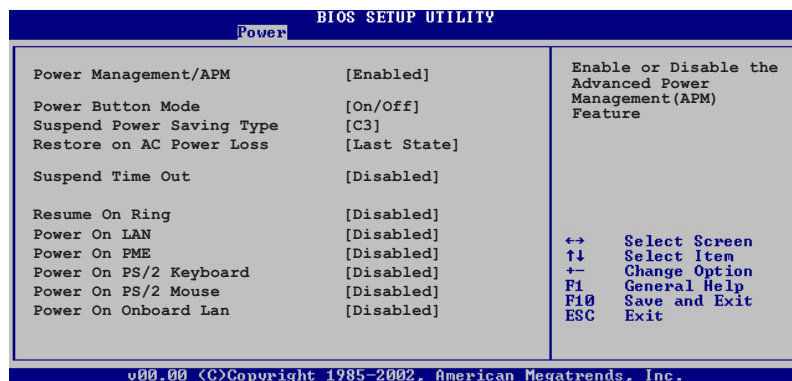 BIOS SETUP UTILITY
Power
Power Management/APM [Enabled]
Power Button Mode [On/Off]
Suspend Power Saving Type [C3]
Restore on AC Power Loss [Last State]
Suspend Time Out [Disabled]
Resume On Ring [Disabled]
Power On LAN [Disabled]
Power On PME [Disabled]
Power On PS/2 Keyboard [Disabled]
Power On PS/2 Mouse [Disabled]
Power On Onboard Lan [Disabled]
Enable or Disable the
Advanced Power
Management(APM)
Feature
↔ Select Screen
↑↓ Select Item
+- Change Option
F1 General Help
F10 Save and Exit
ESC Exit
v00.00 (C)Copyright 1985-2002, American Megatrends, Inc.